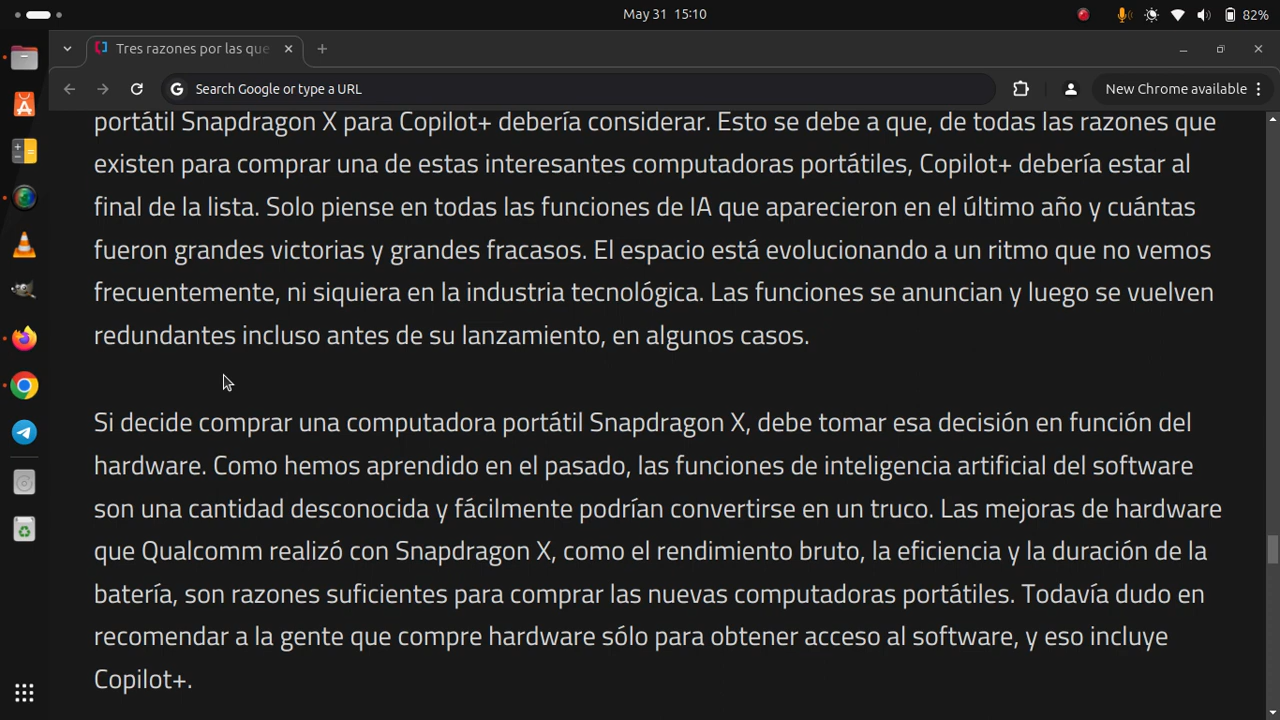 May 31 15:10
82%
Tres razones por las que
Search Google or type a URL
New Chrome available
portátil Snapdragon X para Copilot+ debería considerar. Esto se debe a que, de todas las razones que
existen para comprar una de estas interesantes computadoras portátiles, Copilot+ debería estar al
final de la lista. Solo piense en todas las funciones de IA que aparecieron en el último año y cuántas
fueron grandes victorias y grandes fracasos. El espacio está evolucionando a un ritmo que no vemos
frecuentemente, ni siquiera en la industria tecnológica. Las funciones se anuncian y luego se vuelven
redundantes incluso antes de su lanzamiento, en algunos casos.
Si decide comprar una computadora portátil Snapdragon X, debe tomar esa decisión en función del
hardware. Como hemos aprendido en el pasado, las funciones de inteligencia artificial del software
son una cantidad desconocida y fácilmente podrían convertirse en un truco. Las mejoras de hardware
que Qualcomm realizó con Snapdragon X, como el rendimiento bruto, la eficiencia y la duración de la
batería, son razones suficientes para comprar las nuevas computadoras portátiles. Todavía dudo en
recomendar a la gente que compre hardware sólo para obtener acceso al software, y eso incluye
Copilot+.